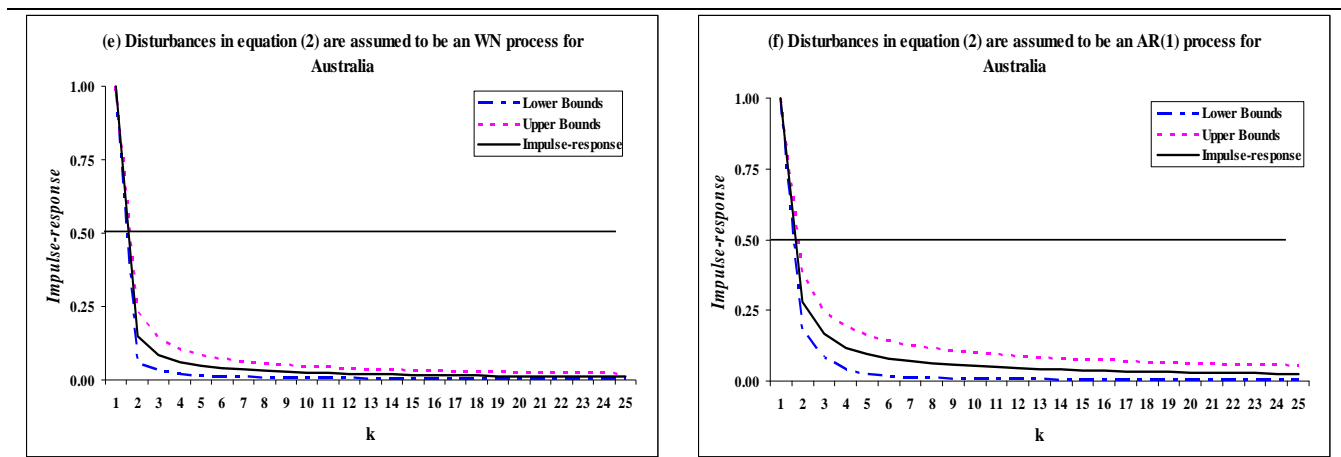 (e) Disturbances in equation (2) are assumed to be an WN process for
Australia
1.00
0.75
0.50
0.25
0.00
Impulse-response
Lower Bounds
Upper Bounds
Impulse-response
1 2 3 4 5 6 7 8 9 10 11 12 13 14 15 16 17 18 19 20 21 22 23 24 25
k
(f) Disturbances in equation (2) are assumed to be an AR(1) process for
Australia
1.00
0.75
0.50
0.25
0.00
Impulse-response
Lower Bounds
Upper Bounds
Impulse-response
1 2 3 4 5 6 7 8 9 10 11 12 13 14 15 16 17 18 19 20 21 22 23 24 25
k